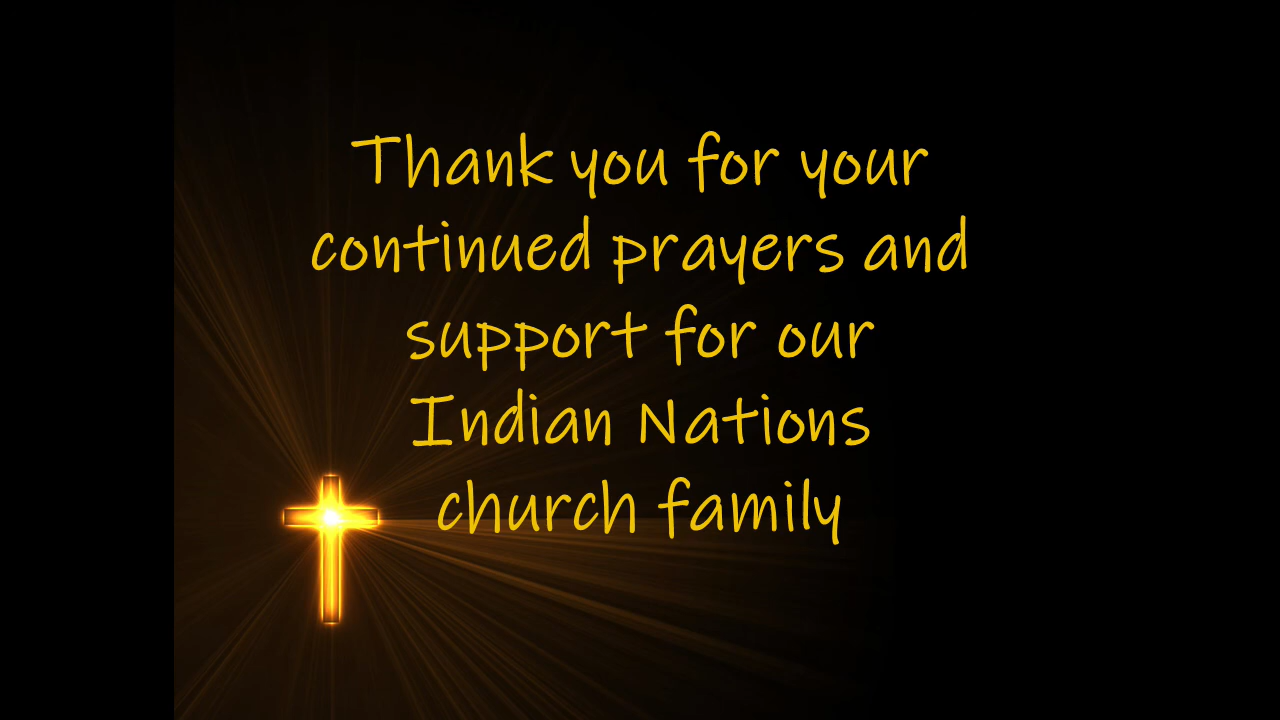 Thank you for your
continued prayers and
support for our
Indian Nations
church family